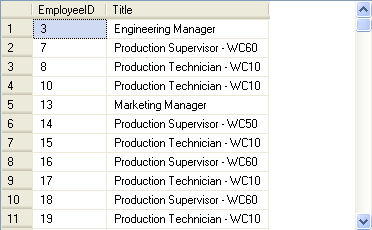 EmployeeID Title
1 3 Engineering Manager
2 7 Production Supervisor - WC60
3 8 Production Technician - WC10
4 10 Production Technician - WC10
5 13 Marketing Manager
6 14 Production Supervisor - WC50
7 15 Production Technician - WC10
8 16 Production Supervisor - WC60
9 17 Production Technician - WC10
10 18 Production Supervisor - WC60
11 19 Production Technician - WC10